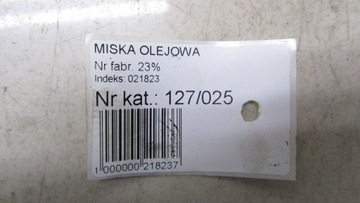 MISKA OLEJOWA
Nr fabr. 23%
Indeks: 021823
Nr kat.: 127/025
1 000000 218237